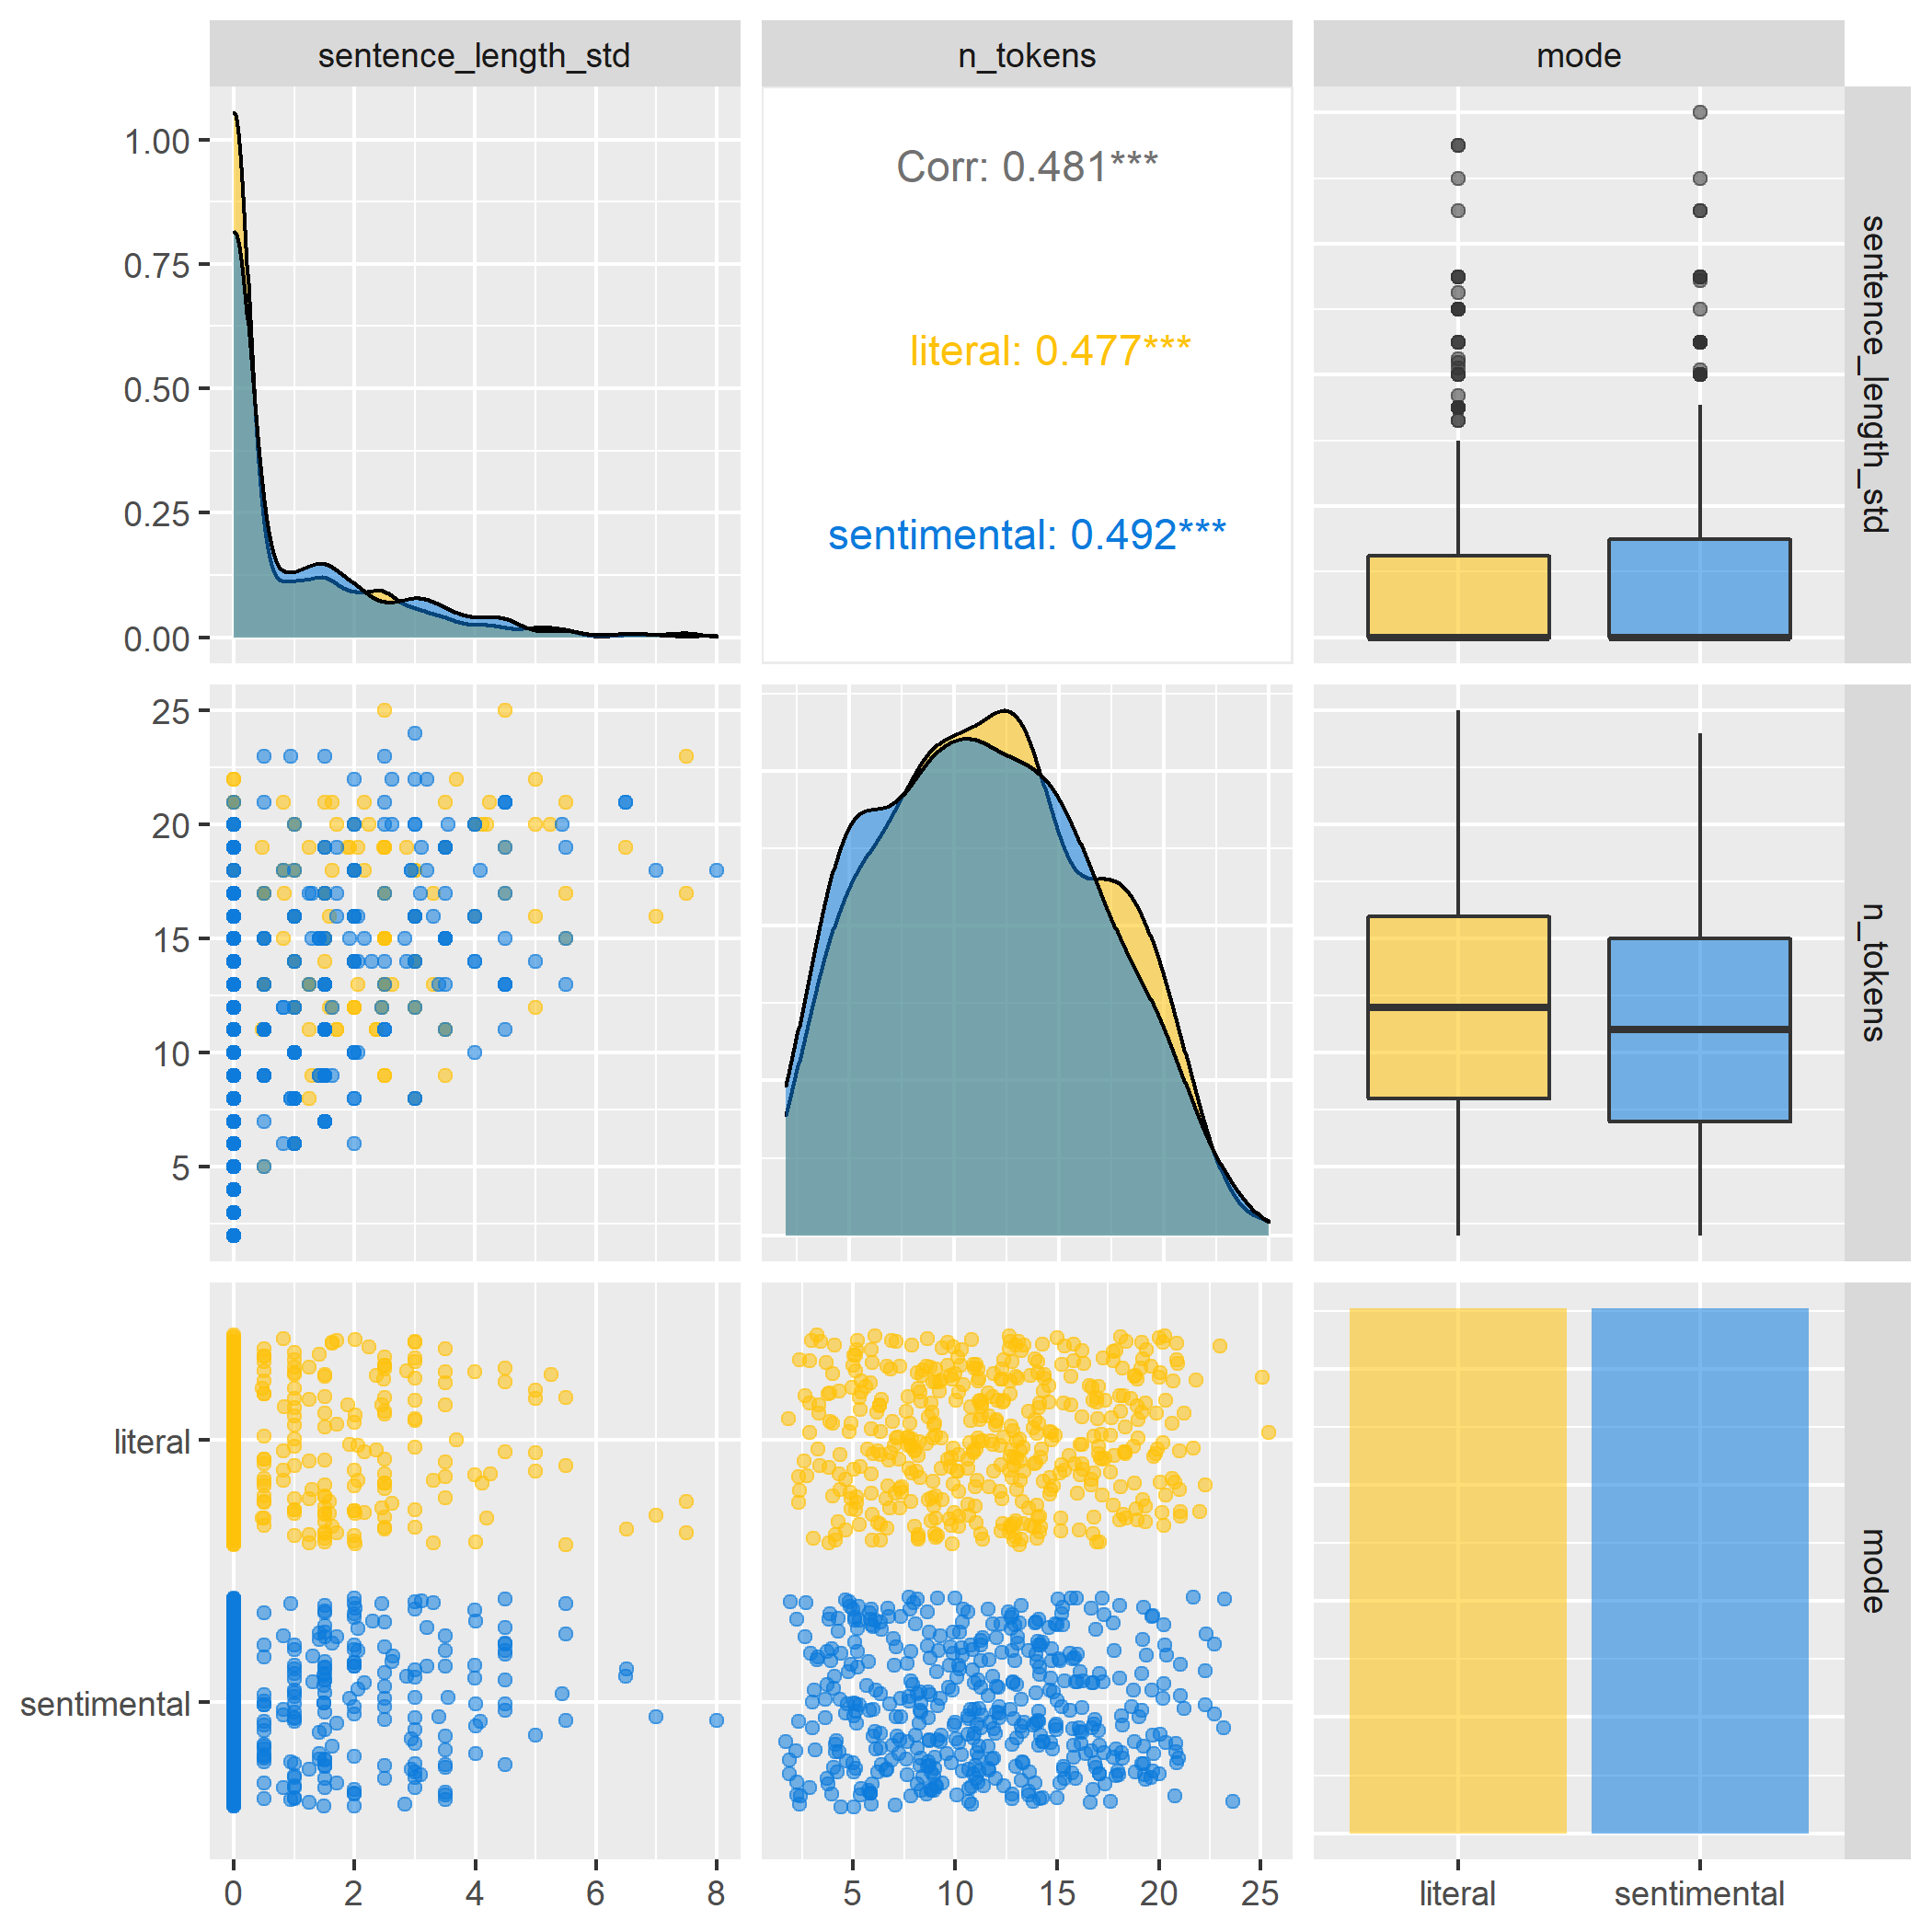 sentence_length_std
n_tokens
mode
1.00
0.75
0.50
0.25
0.00
Corr: 0.481***
literal: 0.477***
sentimental: 0.492***
sentence_length_std
25
20
15
10
5
n_tokens
literal
sentimental
mode
0 2 4 6 8
5 10 15 20 25
literal sentimental